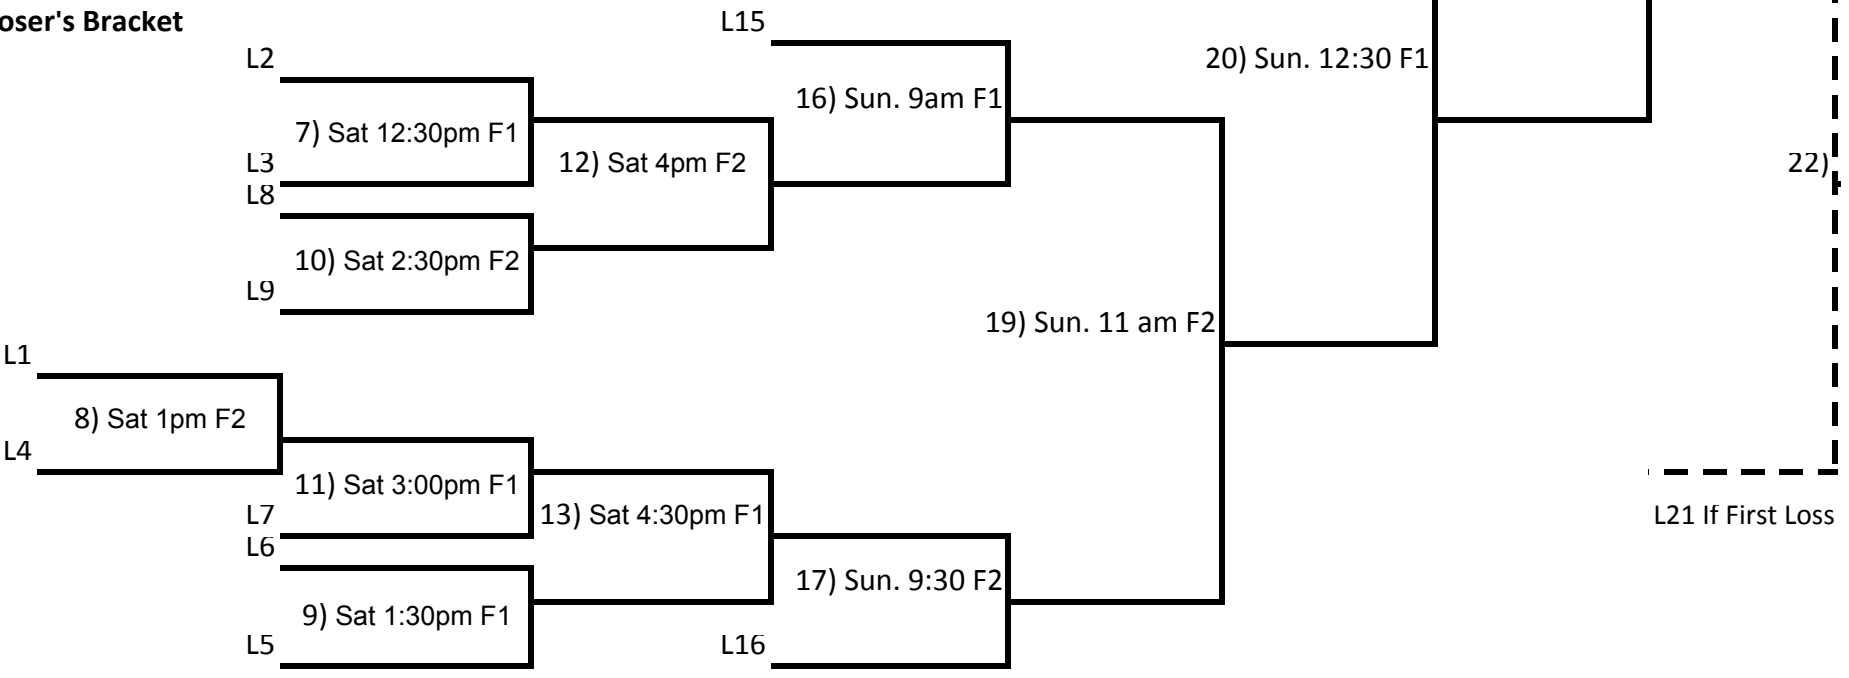 oser's Bracket
L15
L2
20) Sun. 12:30 F1
16) Sun. 9am F1
7) Sat 12:30pm F1
L3
12) Sat 4pm F2
22)
L8
10) Sat 2:30pm F2
L9
19) Sun. 11 am F2
L1
8) Sat 1pm F2
L4
11) Sat 3:00pm F1
L7
13) Sat 4:30pm F1
L21 If First Loss
L6
17) Sun. 9:30 F2
9) Sat 1:30pm F1
L5
L16